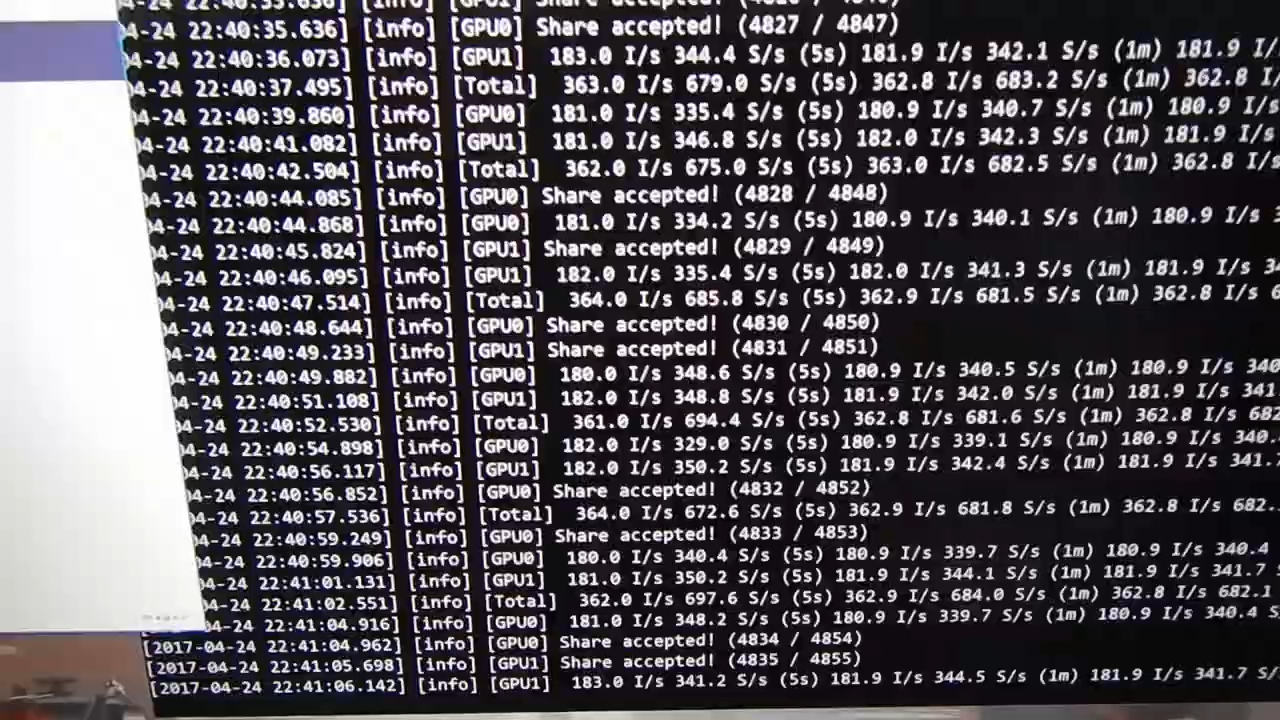 4-24 22:40:35.636] [info] [GPU0] Share accepted! (4827 / 4847)
4-24 22:40:36.073] [info] [GPU1] 183.0 I/s 344.4 S/s (5s) 181.9 I/s 342.1 S/s (1m) 181.9 I/
4-24 22:40:37.495] [info] [Total] 363.0 I/s 679.0 S/s (5s) 362.8 I/s 683.2 S/s (1m) 362.8 I/
4-24 22:40:39.860] [info] [GPU0] 181.0 I/s 335.4 S/s (5s) 180.9 I/s 340.7 S/s (1m) 180.9 I/s
4-24 22:40:41.082] [info] [GPU1] 181.0 I/s 346.8 S/s (5s) 182.0 I/s 342.3 S/s (1m) 181.9 I/s
4-24 22:40:42.504] [info] [Total] 362.0 I/s 675.0 S/s (5s) 363.0 I/s 682.5 S/s (1m) 362.8 I/s
04-24 22:40:44.085] [info] [GPU0] Share accepted! (4828 / 4848)
04-24 22:40:44.868] [info] [GPU0] 181.0 I/s 334.2 S/s (5s) 180.9 I/s 340.1 S/s (1m) 180.9 I/s
04-24 22:40:45.824] [info] [GPU1] Share accepted! (4829 / 4849)
04-24 22:40:46.095] [info] [GPU1] 182.0 I/s 335.4 S/s (5s) 182.0 I/s 341.3 S/s (1m) 181.9 I/s 34
04-24 22:40:47.514] [info] [Total] 364.0 I/s 685.8 S/s (5s) 362.9 I/s 681.5 S/s (1m) 362.8 I/s 6
04-24 22:40:48.644] [info] [GPU0] Share accepted! (4830 / 4850)
04-24 22:40:49.233] [info] [GPU1] Share accepted! (4831 / 4851)
04-24 22:40:49.882] [info] [GPU0] 180.0 I/s 348.6 S/s (5s) 180.9 I/s 340.5 S/s (1m) 180.9 I/s 340
04-24 22:40:51.108] [info] [GPU1] 182.0 I/s 348.8 S/s (5s) 181.9 I/s 342.0 S/s (1m) 181.9 I/s 341
04-24 22:40:52.530] [info] [Total] 361.0 I/s 694.4 S/s (5s) 362.8 I/s 681.6 S/s (1m) 362.8 I/s 682
04-24 22:40:54.898] [info] [GPU0] 182.0 I/s 329.0 S/s (5s) 180.9 I/s 339.1 S/s (1m) 180.9 I/s 340.
04-24 22:40:56.117] [info] [GPU1] 182.0 I/s 350.2 S/s (5s) 181.9 I/s 342.4 S/s (1m) 181.9 I/s 341.7
04-24 22:40:56.852] [info] [GPU0] Share accepted! (4832 / 4852)
04-24 22:40:57.536] [info] [Total] 364.0 I/s 672.6 S/s (5s) 362.9 I/s 681.8 S/s (1m) 362.8 I/s 682.
04-24 22:40:59.249] [info] [GPU0] Share accepted! (4833 / 4853)
04-24 22:40:59.906] [info] [GPU0] 180.0 I/s 340.4 S/s (5s) 180.9 I/s 339.7 S/s (1m) 180.9 I/s 340.4
04-24 22:41:01.131] [info] [GPU1] 181.0 I/s 350.2 S/s (5s) 181.9 I/s 344.1 S/s (1m) 181.9 I/s 341.7 S
04-24 22:41:02.551] [info] [Total] 362.0 I/s 697.6 S/s (5s) 362.9 I/s 684.0 S/s (1m) 362.8 I/s 682.1
04-24 22:41:04.916] [info] [GPU0] 181.0 I/s 348.2 S/s (5s) 180.9 I/s 339.7 S/s (1m) 180.9 I/s 340.4 S
[2017-04-24 22:41:04.962] [info] [GPU0] Share accepted! (4834 / 4854)
[2017-04-24 22:41:05.698] [info] [GPU1] Share accepted! (4835 / 4855)
[2017-04-24 22:41:06.142] [info] [GPU1] 183.0 I/s 341.2 S/s (5s) 181.9 I/s 344.5 S/s (1m) 181.9 I/s 341.7 S/